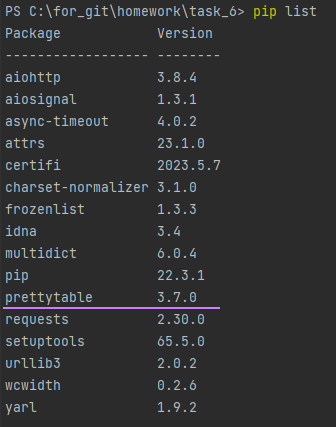 PS C:\for_git\homework\task_6> pip list
Package Version
------------------ --------
aiohttp 3.8.4
aiosignal 1.3.1
async-timeout 4.0.2
attrs 23.1.0
certifi 2023.5.7
charset-normalizer 3.1.0
frozenlist 1.3.3
idna 3.4
multidict 6.0.4
pip 22.3.1
prettytable 3.7.0
requests 2.30.0
setuptools 65.5.0
urllib3 2.0.2
wcwidth 0.2.6
yarl 1.9.2